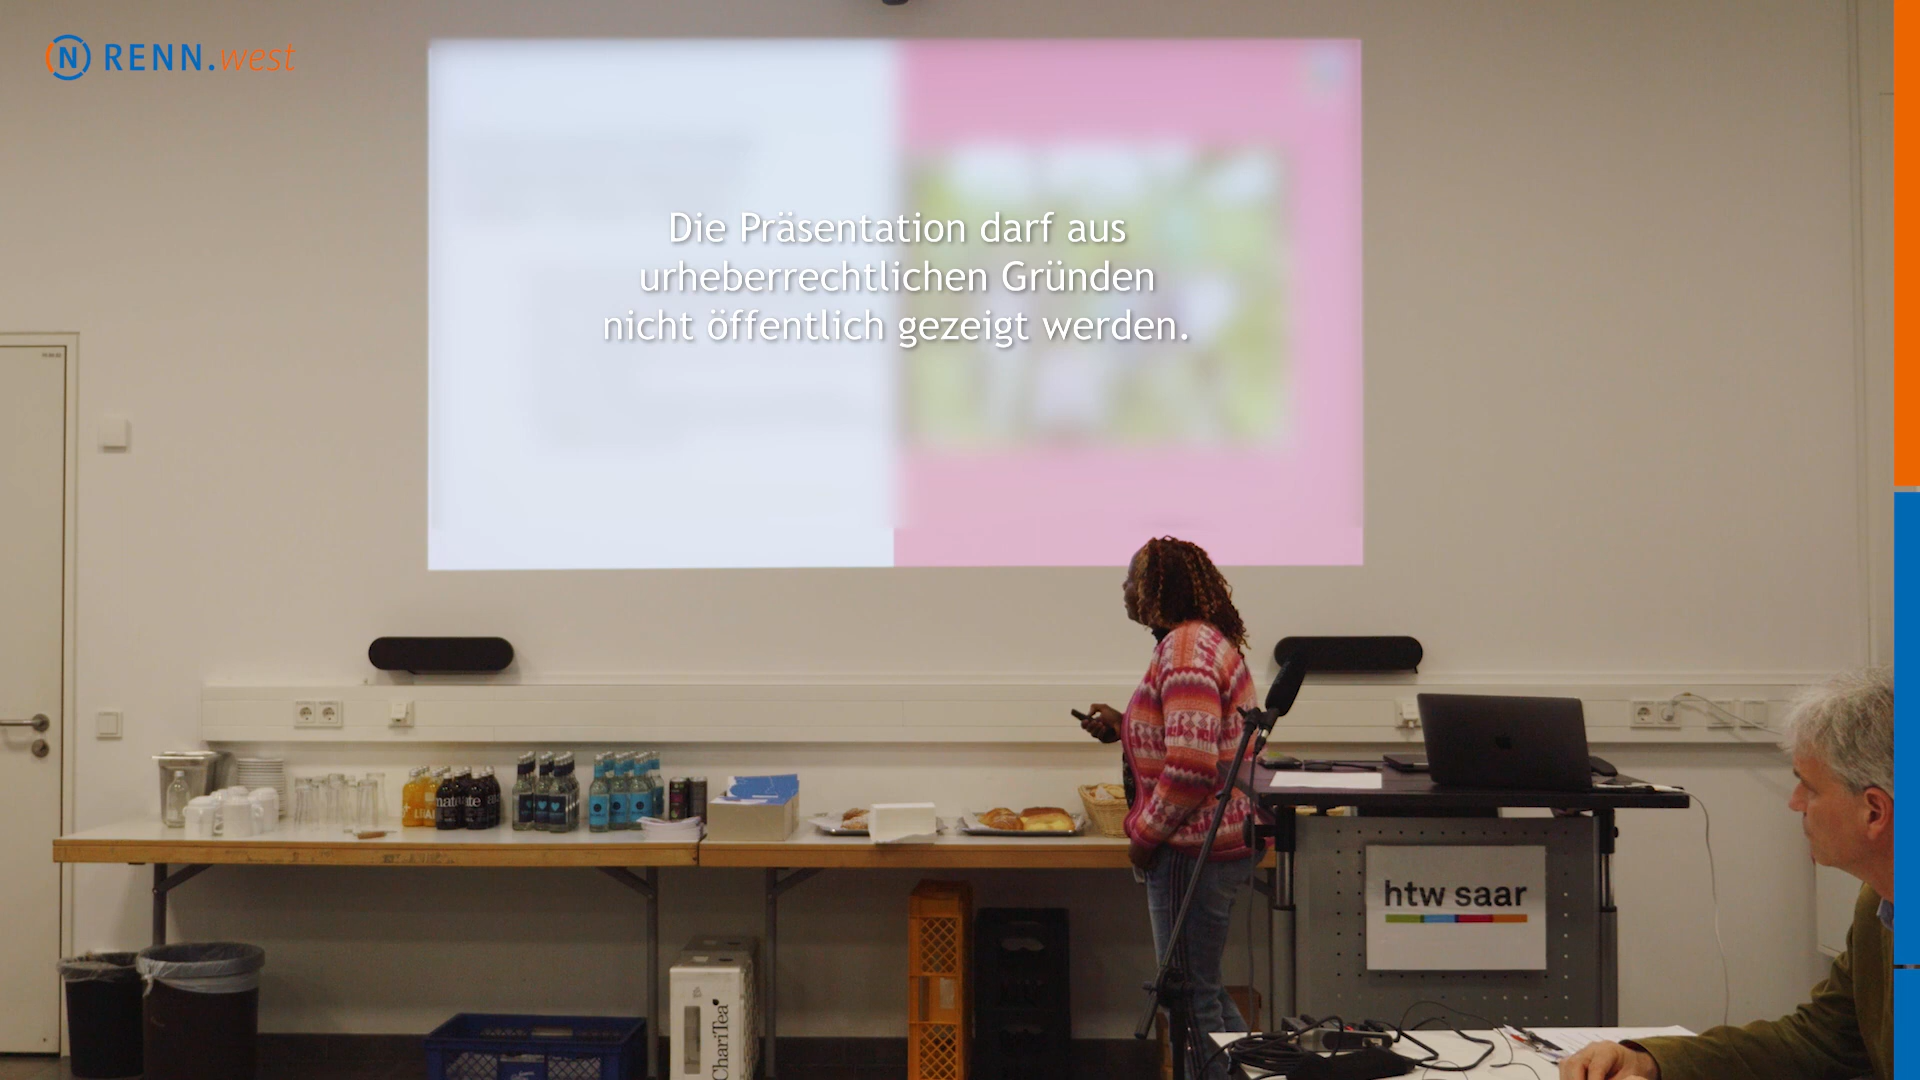 N RENN.west
Die Präsentation darf aus
urheberrechtlichen Gründen
nicht öffentlich gezeigt werden.
htw saar
ChariTea